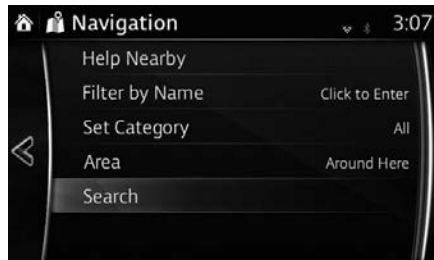 Navigation 3:07
Help Nearby
Filter by Name Click to Enter
Set Category All
Area Around Here
Search